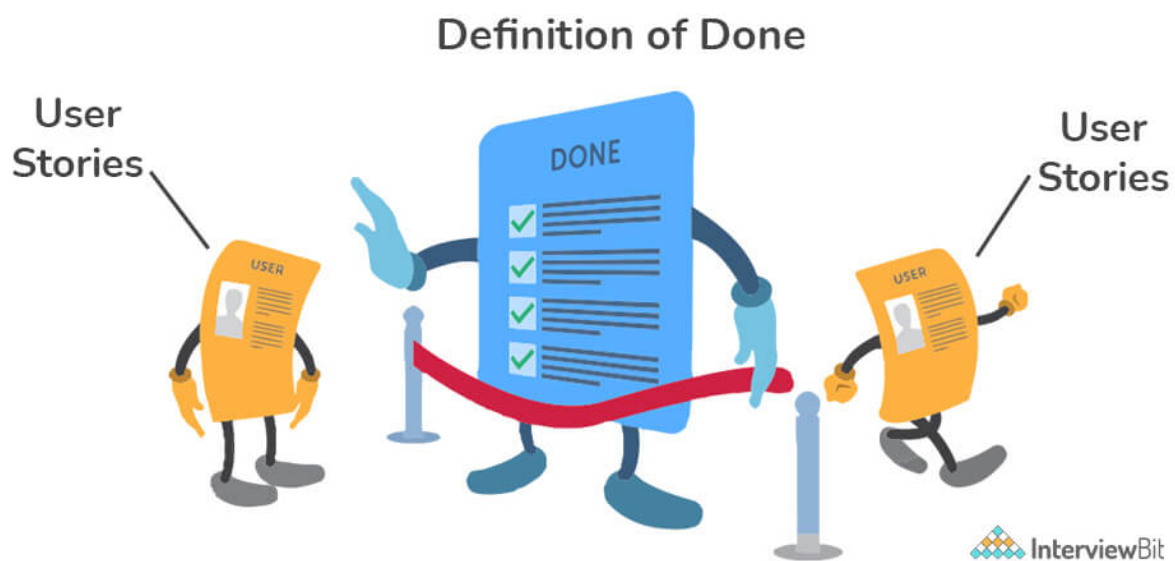 Definition of Done
User
Stories
User
Stories
DONE
USER
USER
InterviewBit